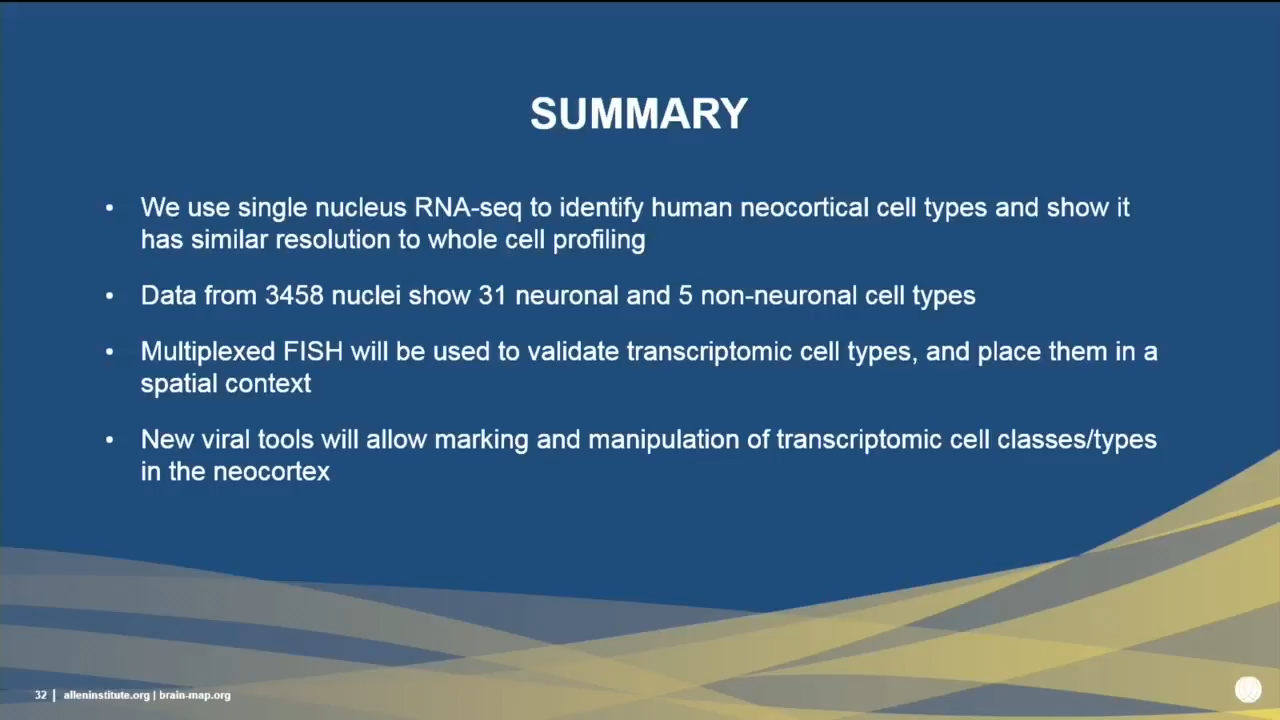 SUMMARY
• We use single nucleus RNA-seq to identify human neocortical cell types and show it
has similar resolution to whole cell profiling
• Data from 3458 nuclei show 31 neuronal and 5 non-neuronal cell types
• Multiplexed FISH will be used to validate transcriptomic cell types, and place them in a
spatial context
• New viral tools will allow marking and manipulation of transcriptomic cell classes/types
in the neocortex
32 | alleninstitute.org | brain-map.org